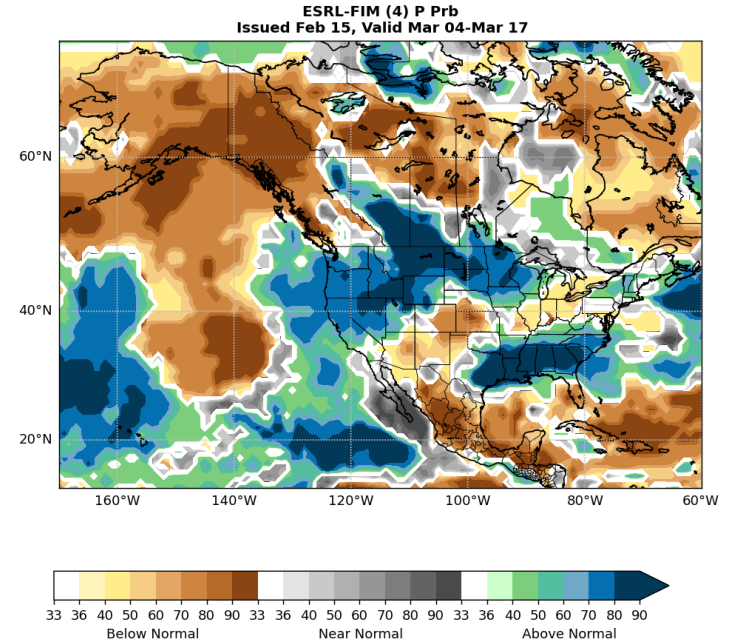 ESRL-FIM (4) P Prb
Issued Feb 15, Valid Mar 04-Mar 17
60°N
40°N
20°N
160°W 140°W 120°W 100°W 80°W 60°W
33 36 40 50 60 70 80 90 33 36 40 50 60 70 80 90 33 36 40 50 60 70 80 90
Below Normal Near Normal Above Normal